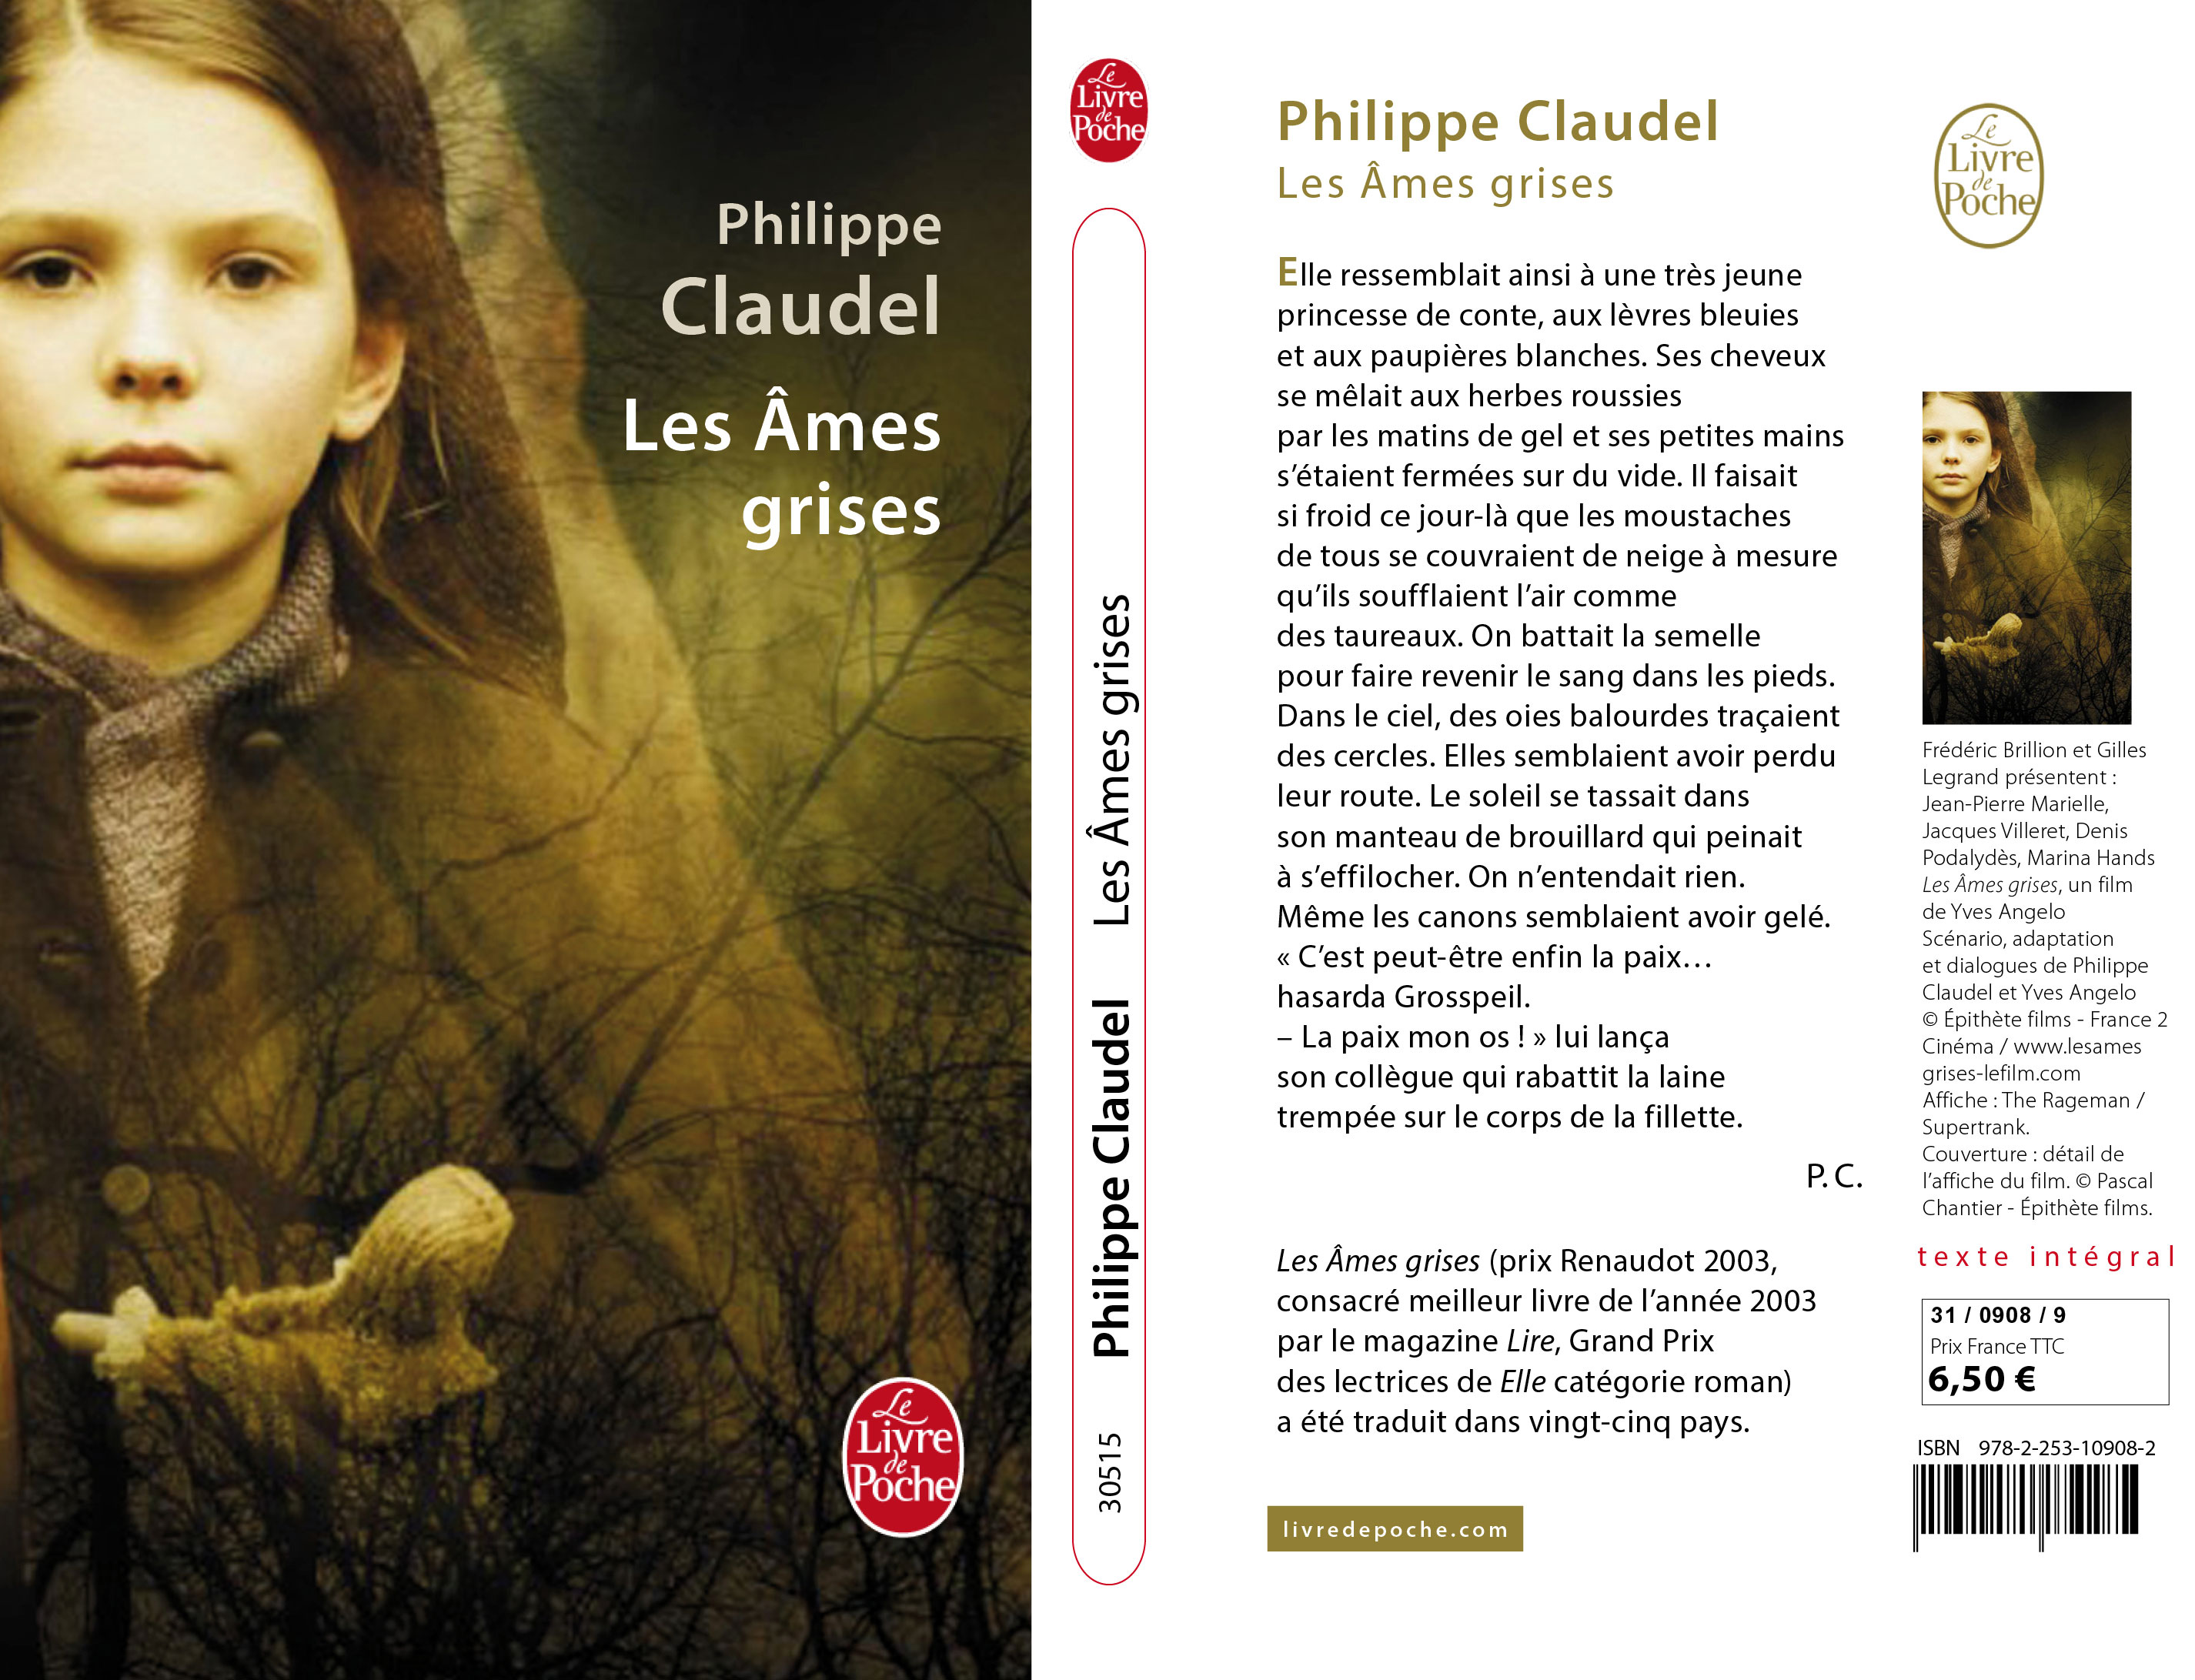 Philippe
Claudel
Les Âmes
grises
Le
Livre
de
Poche
Le
Livre
de
Poche
Les Âmes grises
Philippe Claudel
30515
Philippe Claudel
Les Âmes grises
Elle ressemblait ainsi à une très jeune
princesse de conte, aux lèvres bleuies
et aux paupières blanches. Ses cheveux
se mêlait aux herbes roussies
par les matins de gel et ses petites mains
s’étaient fermées sur du vide. Il faisait
si froid ce jour-là que les moustaches
de tous se couvraient de neige à mesure
qu’ils soufflaient l’air comme
des taureaux. On battait la semelle
pour faire revenir le sang dans les pieds.
Dans le ciel, des oies balourdes traçaient
des cercles. Elles semblaient avoir perdu
leur route. Le soleil se tassait dans
son manteau de brouillard qui peinait
à s’effilocher. On n’entendait rien.
Même les canons semblaient avoir gelé.
« C’est peut-être enfin la paix…
hasarda Grosspeil.
– La paix mon os ! » lui lança
son collègue qui rabattit la laine
trempée sur le corps de la fillette.
P. C.
Les Âmes grises (prix Renaudot 2003,
consacré meilleur livre de l’année 2003
par le magazine Lire, Grand Prix
des lectrices de Elle catégorie roman)
a été traduit dans vingt-cinq pays.
livredepoche.com
Le
Livre
de
Poche
Frédéric Brillion et Gilles
Legrand présentent :
Jean-Pierre Marielle,
Jacques Villeret, Denis
Podalydès, Marina Hands
Les Âmes grises, un film
de Yves Angelo
Scénario, adaptation
et dialogues de Philippe
Claudel et Yves Angelo
© Épithète films - France 2
Cinéma / www.lesames
grises-lefilm.com
Affiche : The Rageman /
Supertrank.
Couverture : détail de
l’affiche du film. © Pascal
Chantier - Épithète films.
texte intégral
31 / 0908 / 9
Prix France TTC
6,50 €
ISBN 978-2-253-10908-2